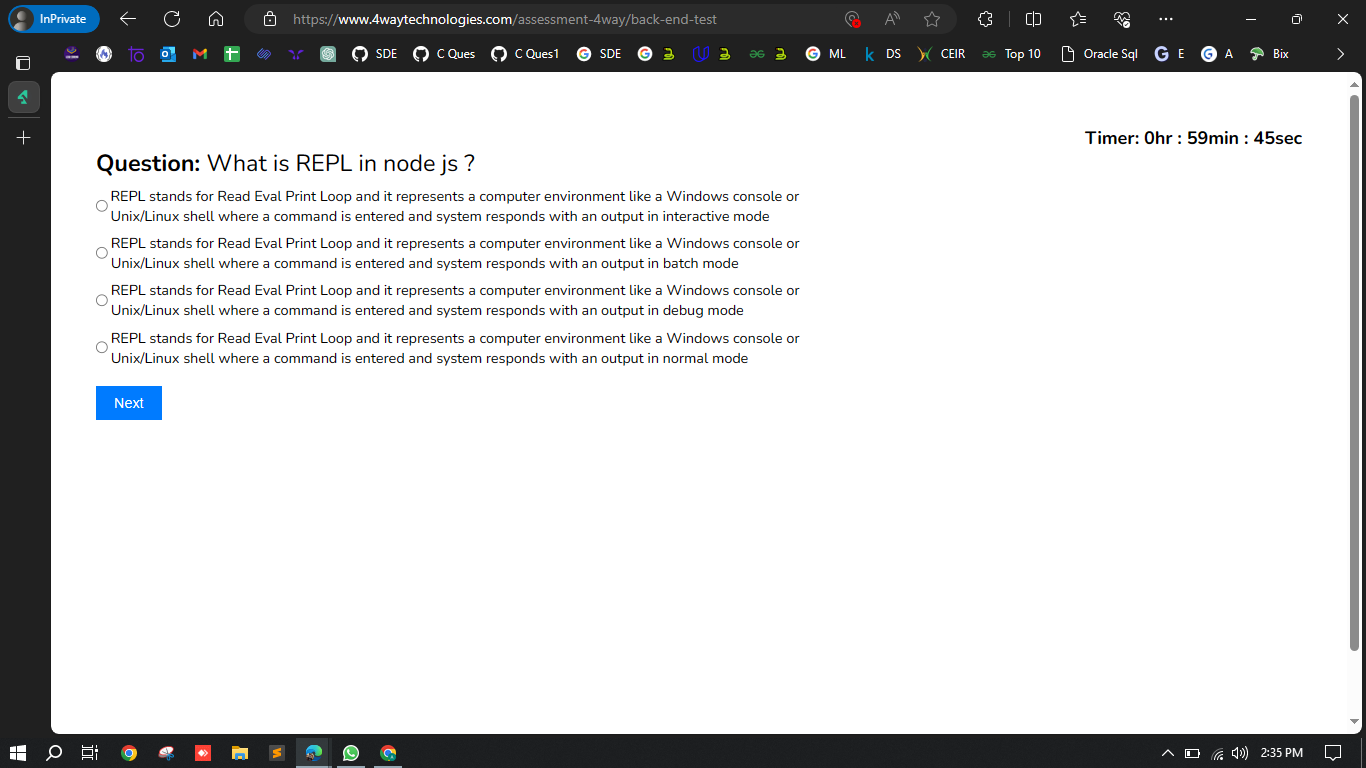 InPrivate
https://www.4waytechnologies.com/assessment-4way/back-end-test
SDE
C Ques
C Ques1
SDE
ML
DS
CEIR
Top 10
Oracle Sql
E
A
Bix
Timer: 0hr : 59min : 45sec
Question: What is REPL in node js ?
REPL stands for Read Eval Print Loop and it represents a computer environment like a Windows console or
Unix/Linux shell where a command is entered and system responds with an output in interactive mode
REPL stands for Read Eval Print Loop and it represents a computer environment like a Windows console or
Unix/Linux shell where a command is entered and system responds with an output in batch mode
REPL stands for Read Eval Print Loop and it represents a computer environment like a Windows console or
Unix/Linux shell where a command is entered and system responds with an output in debug mode
REPL stands for Read Eval Print Loop and it represents a computer environment like a Windows console or
Unix/Linux shell where a command is entered and system responds with an output in normal mode
Next
2:35 PM